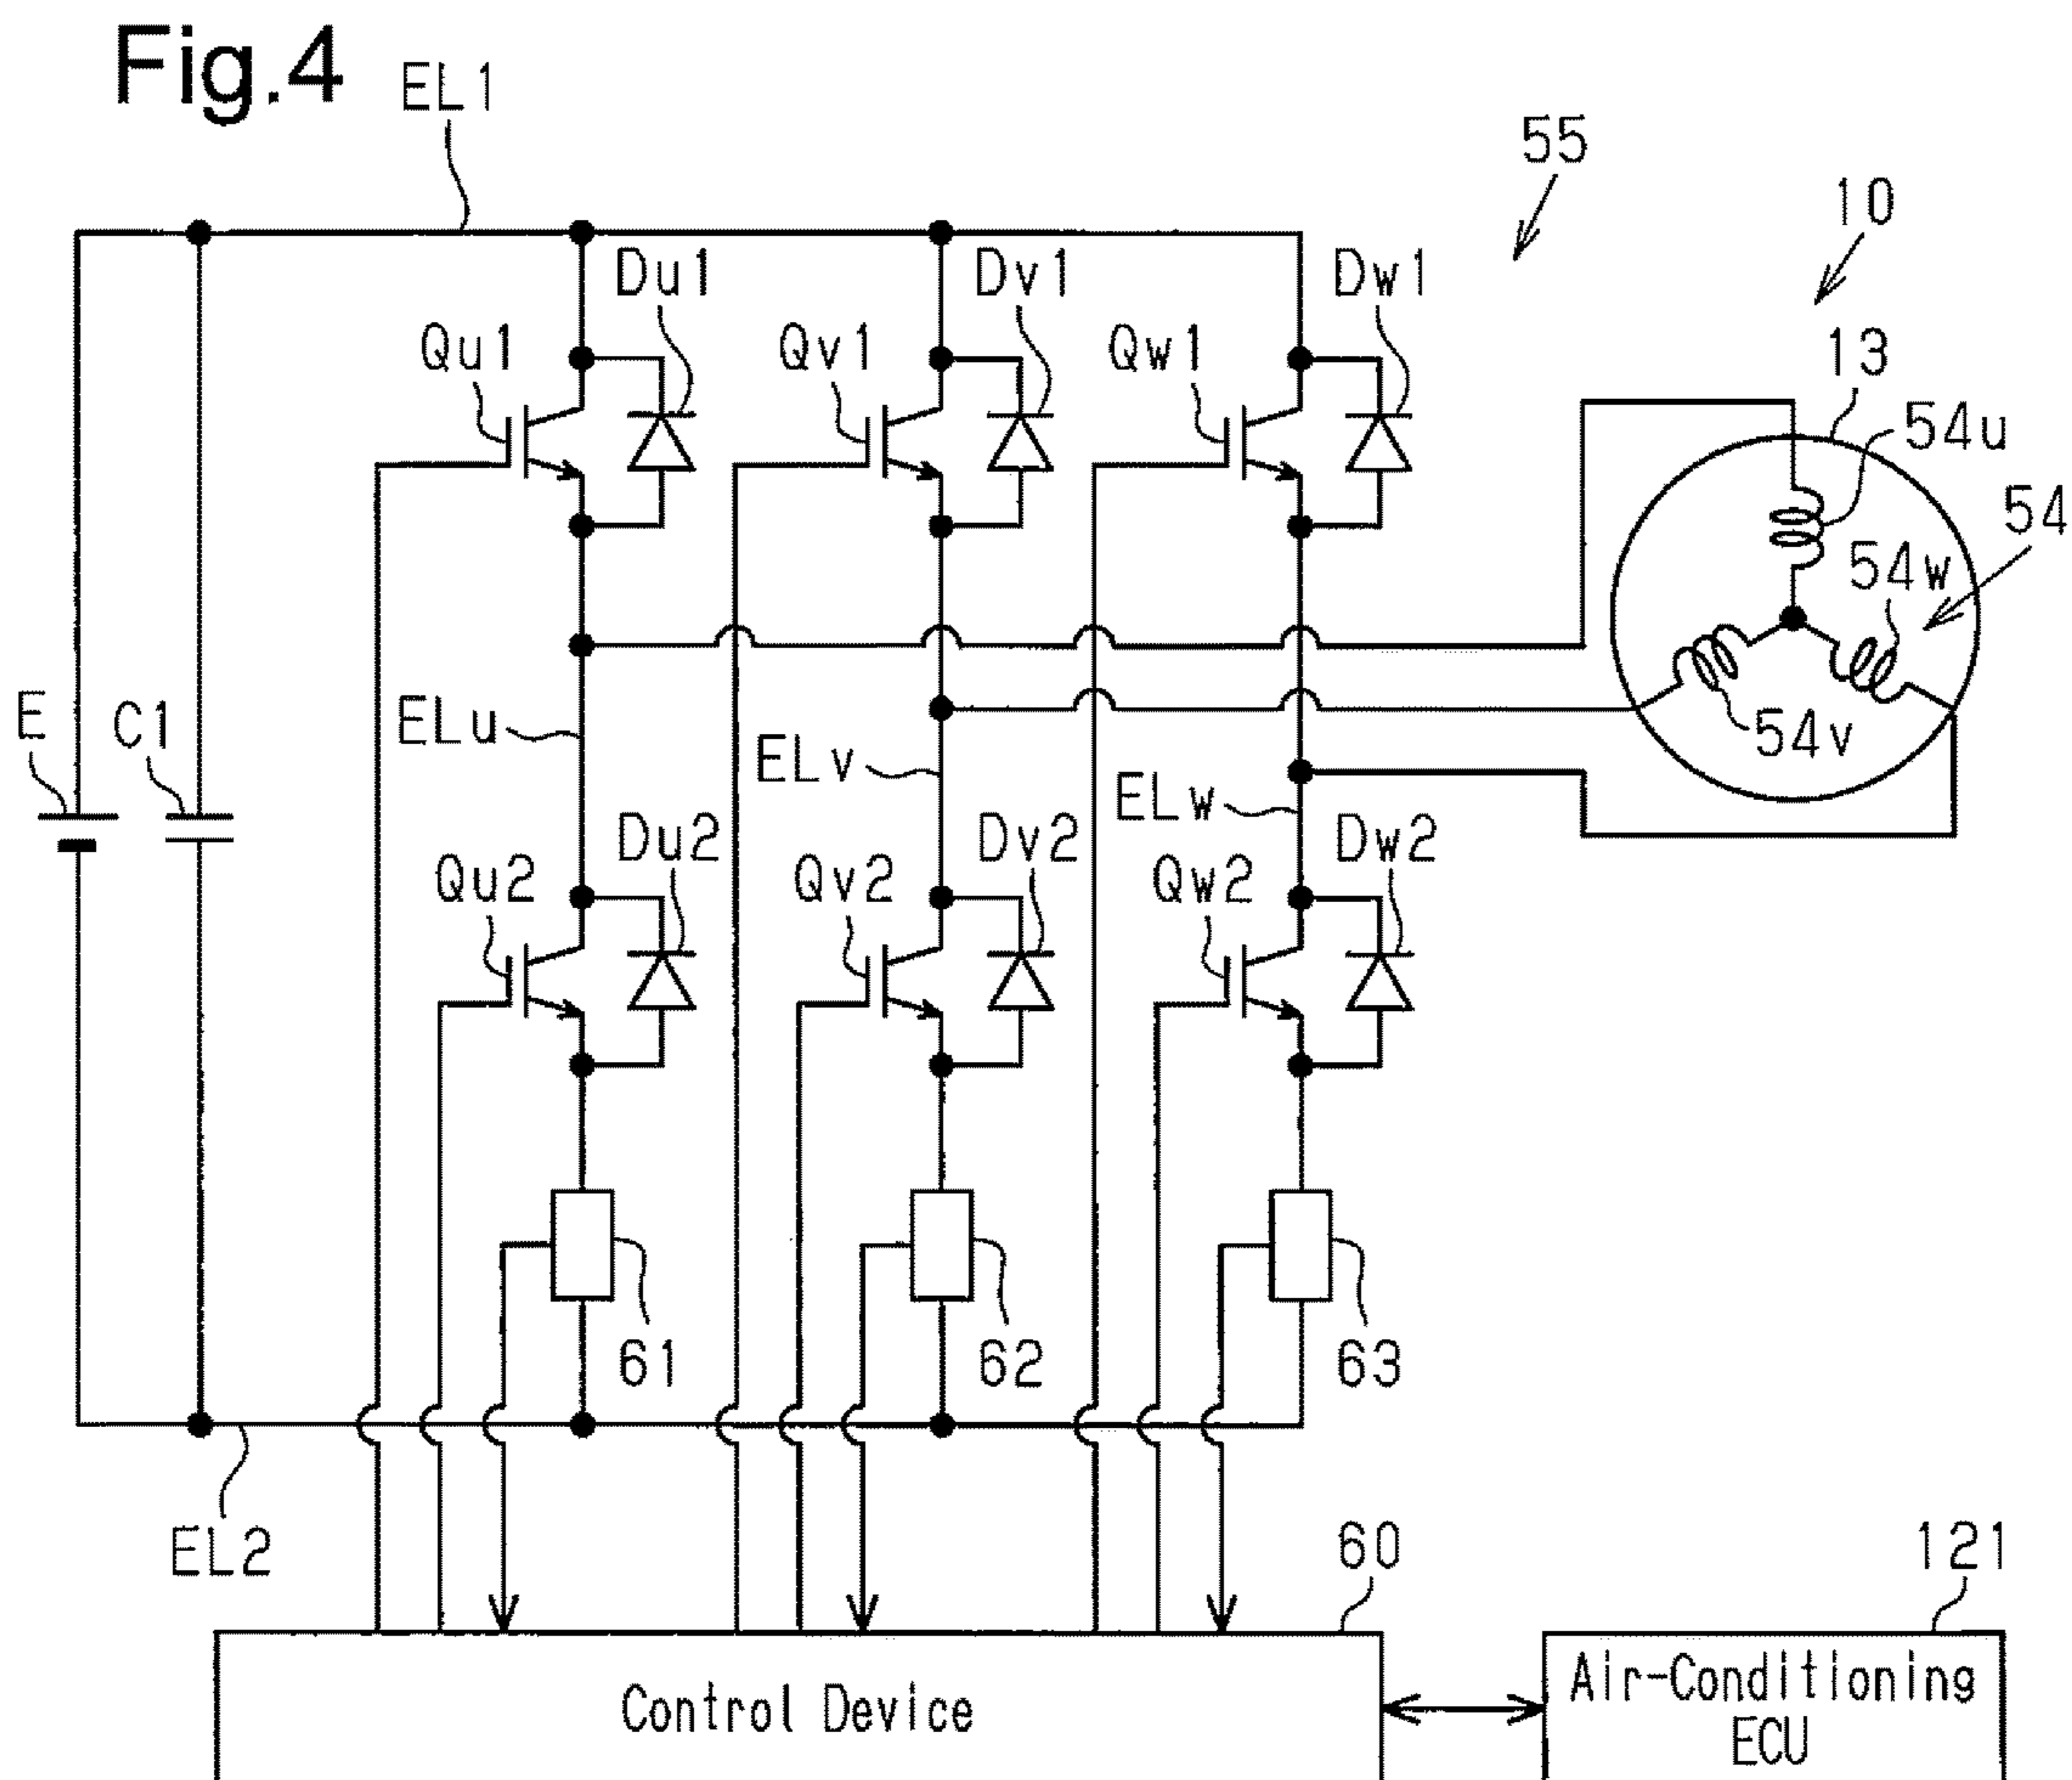 Fig.4
EL1
55
10
Du1
Dv1
Dw1
Qu1
Qv1
Qw1
13
54u
54
54w
E
C1
ELu
54v
ELv
ELw
Du2
Dv2
Dw2
Qu2
Qv2
Qw2
61
62
63
EL2
60
121
Control Device
Air-Conditioning
ECU